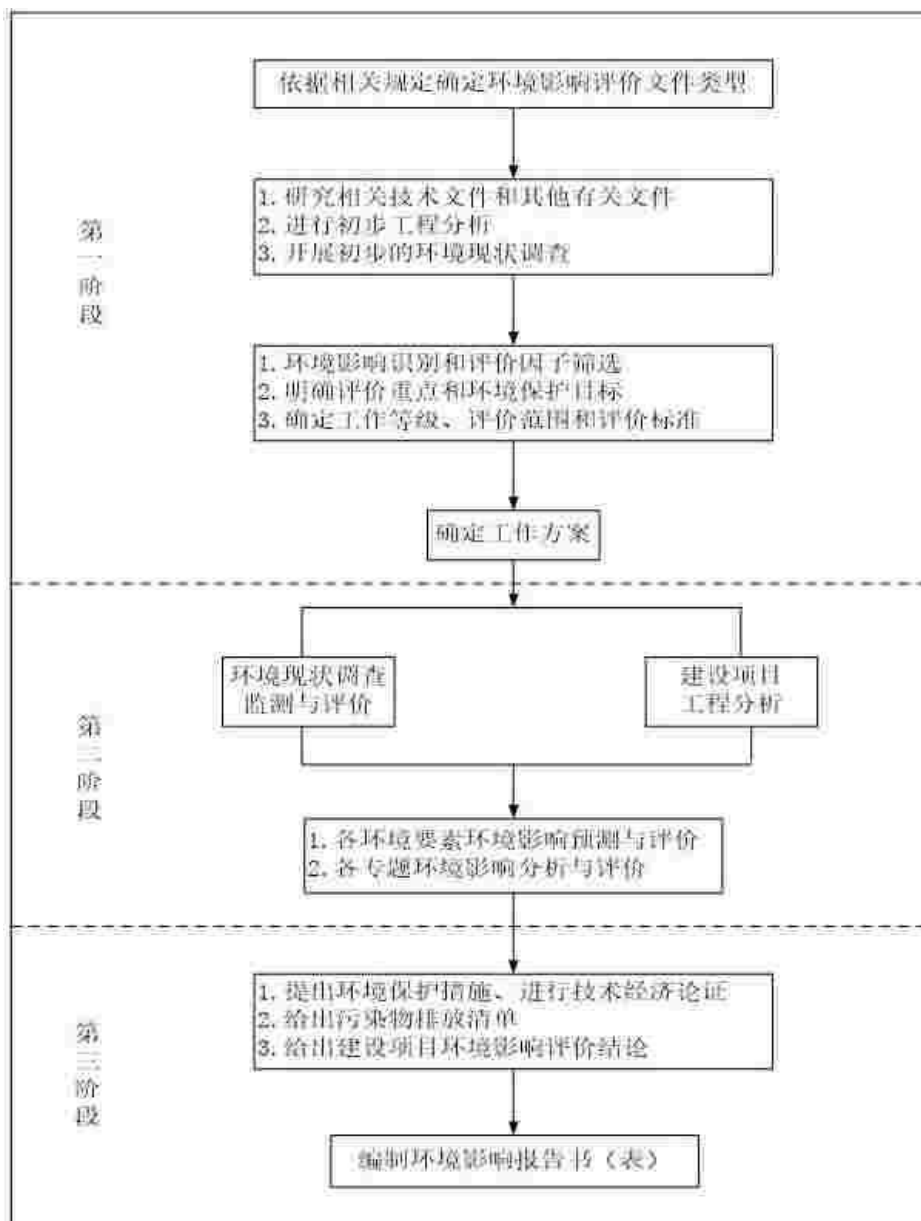 依据相关规定确定环境影响评价文件类型
第一阶段
1. 研究相关技术文件和其他有关文件
2. 进行初步工程分析
3. 开展初步的环境现状调查
1. 环境影响识别和评价因子筛选
2. 明确评价重点和环境保护目标
3. 确定工作等级、评价范围和评价标准
确定工作方案
第二阶段
环境现状调查
监测与评价
建设项目
工程分析
1. 各环境要素环境影响预测与评价
2. 各专题环境影响分析与评价
第三阶段
1. 提出环境保护措施、进行技术经济论证
2. 给出污染物排放清单
3. 给出建设项目环境影响评价结论
编制环境影响报告书（表）